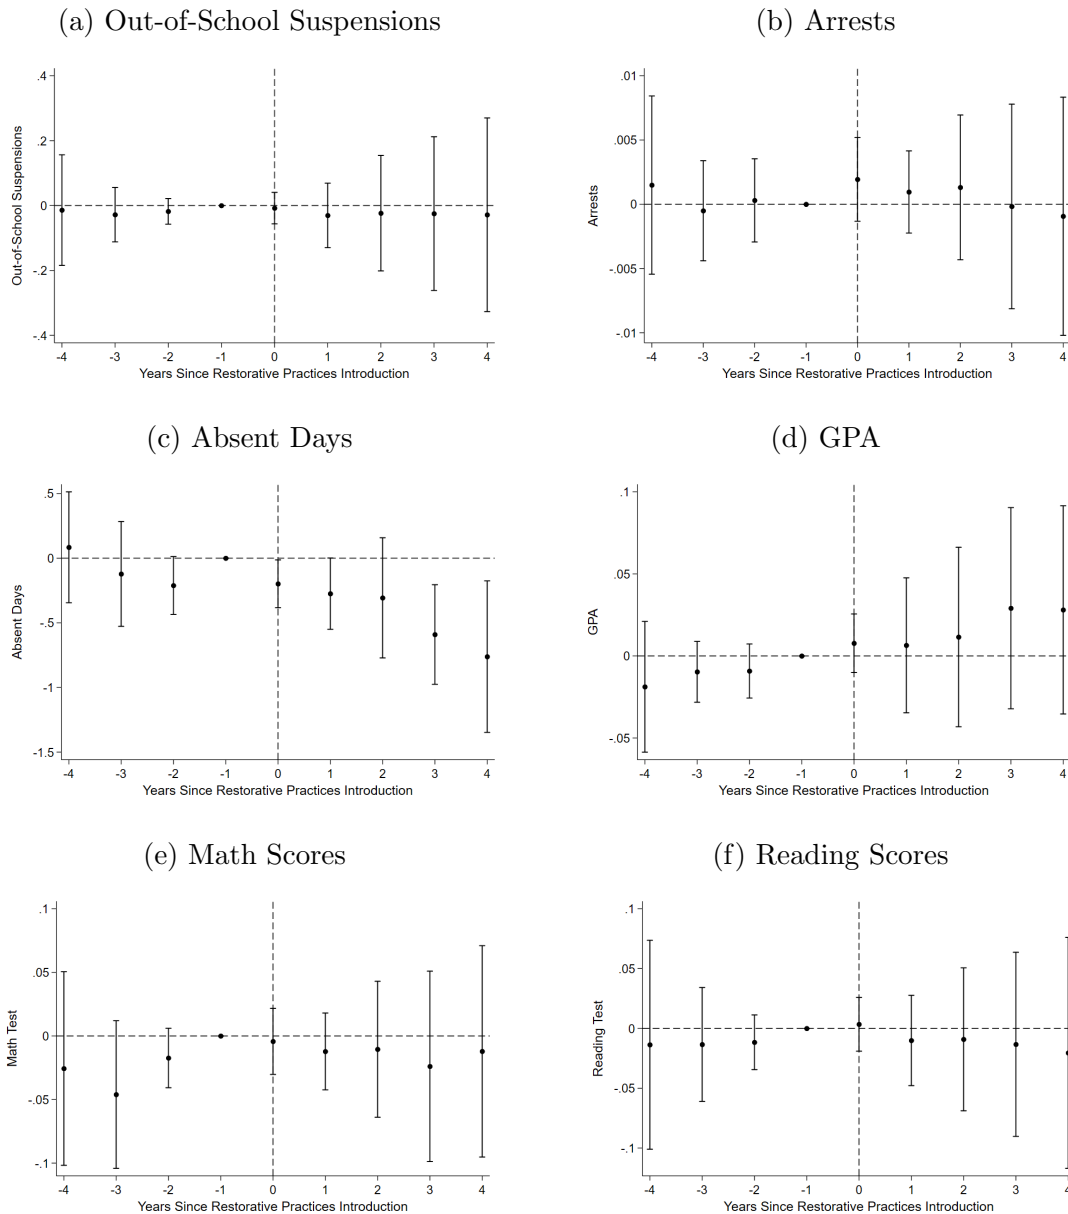 (a) Out-of-School Suspensions
(b) Arrests
.4
.2
0
-.2
-.4
Out-of-School Suspensions
-4 -3 -2 -1 0 1 2 3 4
Years Since Restorative Practices Introduction
.01
.005
0
-.005
-.01
Arrests
-4 -3 -2 -1 0 1 2 3 4
Years Since Restorative Practices Introduction
(c) Absent Days
(d) GPA
.5
0
-.5
-1
-1.5
Absent Days
-4 -3 -2 -1 0 1 2 3 4
Years Since Restorative Practices Introduction
.1
.05
0
-.05
GPA
-4 -3 -2 -1 0 1 2 3 4
Years Since Restorative Practices Introduction
(e) Math Scores
(f) Reading Scores
.1
.05
0
-.05
-.1
Math Test
-4 -3 -2 -1 0 1 2 3 4
Years Since Restorative Practices Introduction
.1
.05
0
-.05
-.1
Reading Test
-4 -3 -2 -1 0 1 2 3 4
Years Since Restorative Practices Introduction